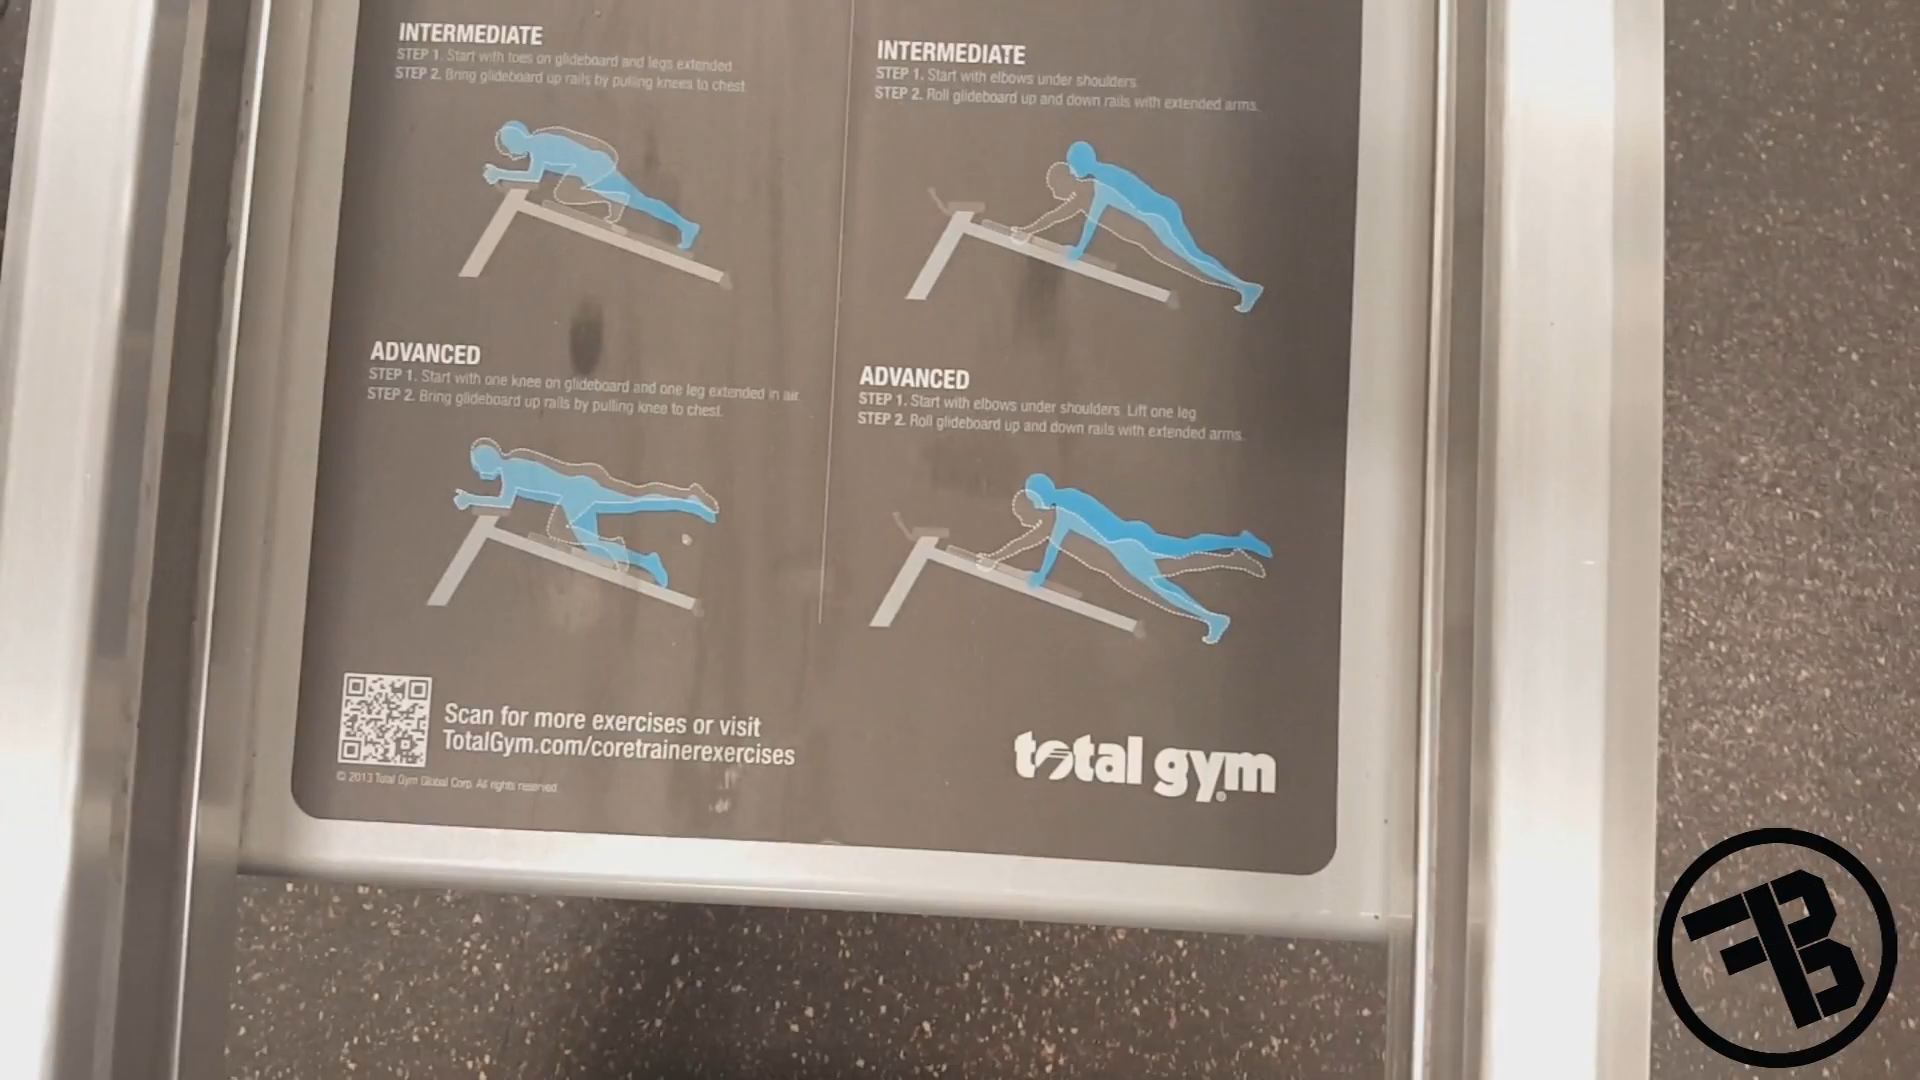 INTERMEDIATE
STEP 1. Start with toes on glideboard and legs extended
STEP 2. Bring glideboard up rails by pulling knees to chest.
ADVANCED
STEP 1. Start with one knee on glideboard and one leg extended in air.
STEP 2. Bring glideboard up rails by pulling knee to chest.
INTERMEDIATE
STEP 1. Start with elbows under shoulders.
STEP 2. Roll glideboard up and down rails with extended arms.
ADVANCED
STEP 1. Start with elbows under shoulders. Lift one leg
STEP 2. Roll glideboard up and down rails with extended arms.
Scan for more exercises or visit
TotalGym.com/coretrainerexercises
© 2013 Total Gym Global Corp. All rights reserved.
total gym®
FB